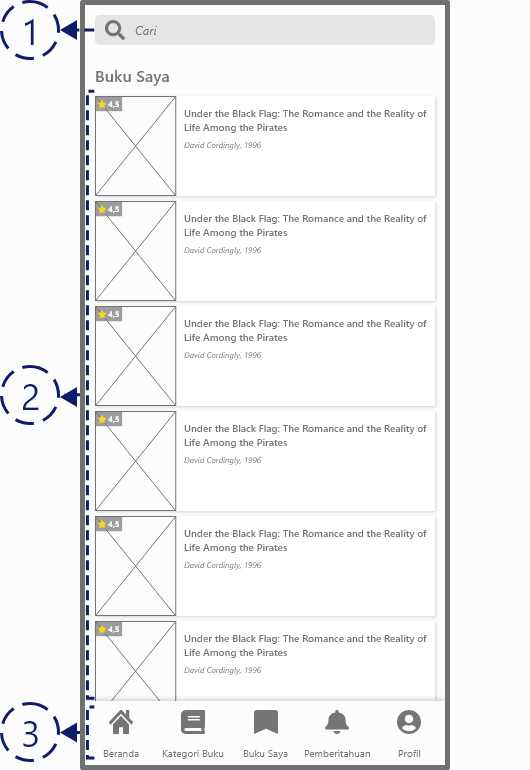 1
Cari
Buku Saya
4,5
Under the Black Flag: The Romance and the Reality of
Life Among the Pirates
David Cordingly, 1996
4,5
Under the Black Flag: The Romance and the Reality of
Life Among the Pirates
David Cordingly, 1996
4,5
Under the Black Flag: The Romance and the Reality of
Life Among the Pirates
David Cordingly, 1996
2
4,5
Under the Black Flag: The Romance and the Reality of
Life Among the Pirates
David Cordingly, 1996
4,5
Under the Black Flag: The Romance and the Reality of
Life Among the Pirates
David Cordingly, 1996
4,5
Under the Black Flag: The Romance and the Reality of
Life Among the Pirates
David Cordingly, 1996
3
Beranda Kategori Buku Buku Saya Pemberitahuan Profil